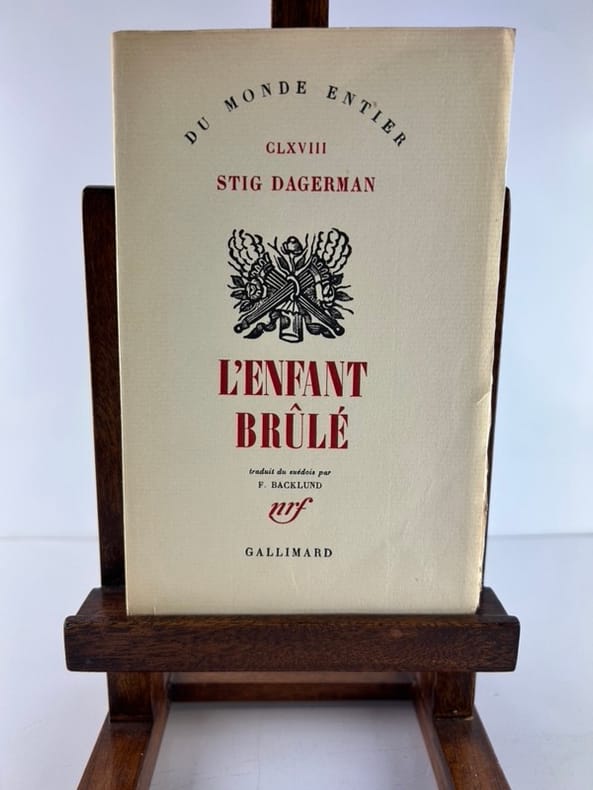 DU MONDE ENTIER
CLXVIII
STIG DAGERMAN
L'ENFANT
BRÛLÉ
traduit du suédois par
F. BACKLUND
nrf
GALLIMARD